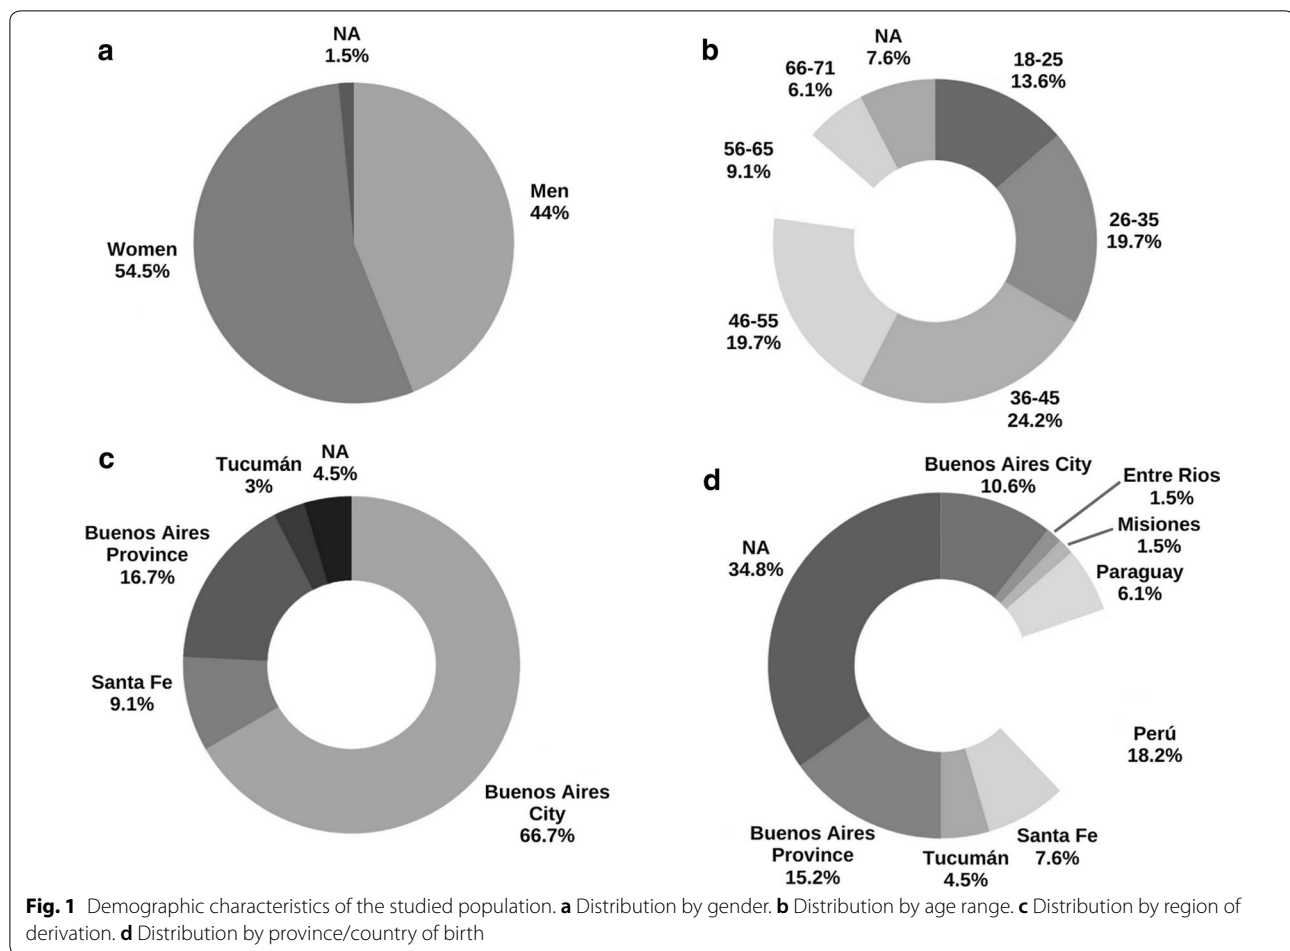 a
NA
1.5%
Men
44%
Women
54.5%
b
NA
7.6%
18-25
13.6%
66-71
6.1%
56-65
9.1%
26-35
19.7%
46-55
19.7%
36-45
24.2%
c
NA
4.5%
Tucumán
3%
Buenos Aires
Province
16.7%
Santa Fe
9.1%
Buenos Aires
City
66.7%
d
Buenos Aires City
10.6%
Entre Rios
1.5%
Misiones
1.5%
Paraguay
6.1%
NA
34.8%
Perú
18.2%
Santa Fe
7.6%
Tucumán
4.5%
Buenos Aires
Province
15.2%
Fig. 1 Demographic characteristics of the studied population. a Distribution by gender. b Distribution by age range. c Distribution by region of
derivation. d Distribution by province/country of birth